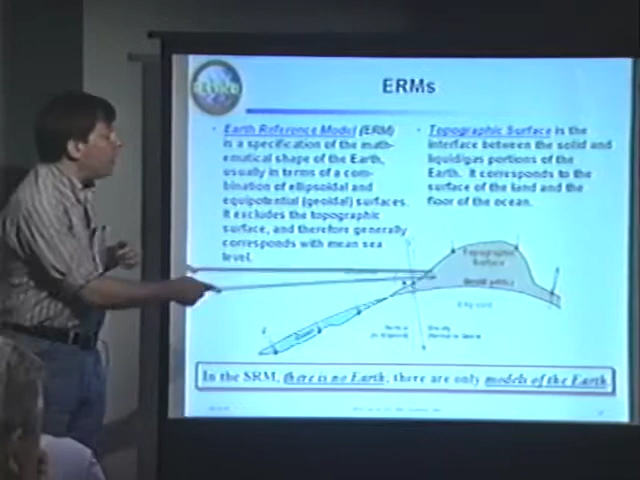 ERMs
Earth Reference Model (ERM)
is a specification of the math-
ematical shape of the Earth,
usually in terms of a com-
bination of ellipsoidal and
equipotential (geoidal) surfaces.
It excludes the topographic
surface, and therefore generally
corresponds with mean sea
level.
Topographic Surface is the
interface between the solid and
liquid/gas portions of the
Earth. It corresponds to the
surface of the land and the
floor of the ocean.
Topographic
Surface
In the SRM, there is no Earth, there are only models of the Earth